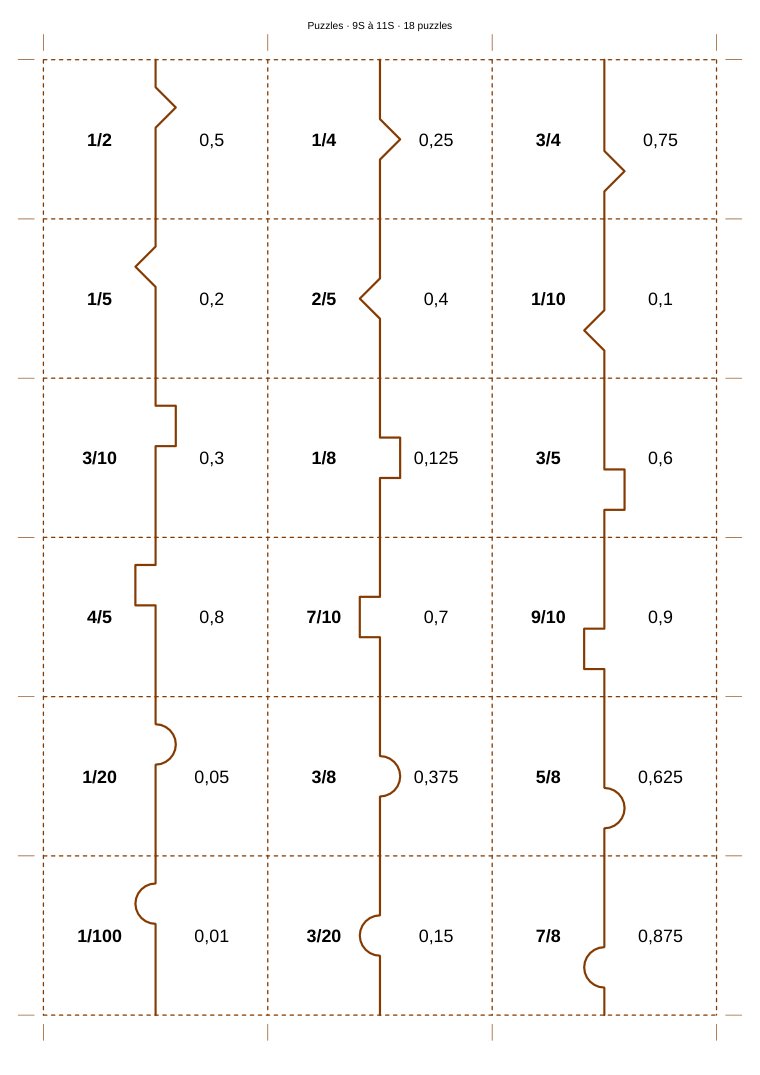 Puzzles · 9S à 11S · 18 puzzles
1/2 0,5 1/4 0,25 3/4 0,75
1/5 0,2 2/5 0,4 1/10 0,1
3/10 0,3 1/8 0,125 3/5 0,6
4/5 0,8 7/10 0,7 9/10 0,9
1/20 0,05 3/8 0,375 5/8 0,625
1/100 0,01 3/20 0,15 7/8 0,875